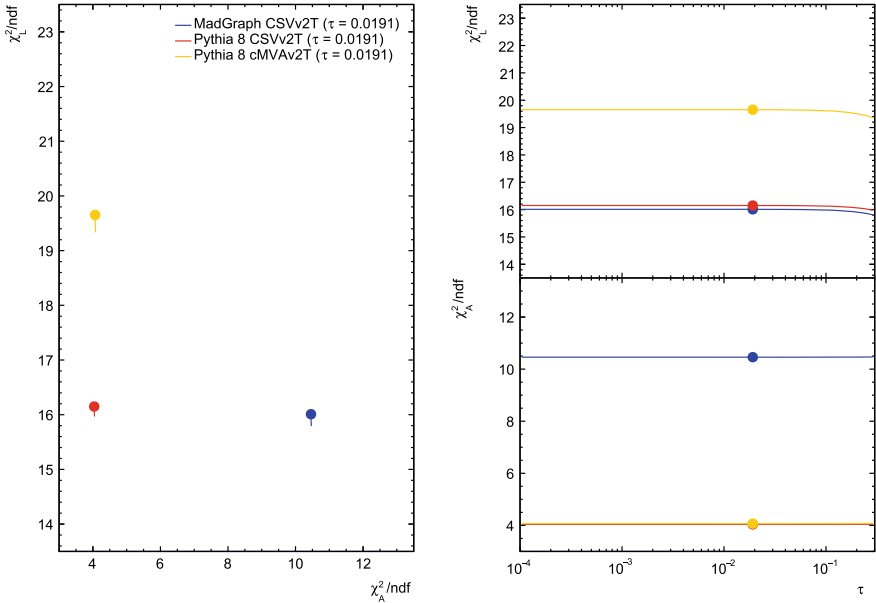 χ²L/ndf
23
22
21
20
19
18
17
16
15
14
4 6 8 10 12
χ²A/ndf
MadGraph CSVv2T (τ = 0.0191)
Pythia 8 CSVv2T (τ = 0.0191)
Pythia 8 cMVAv2T (τ = 0.0191)
χ²L/ndf
23
22
21
20
19
18
17
16
15
14
χ²A/ndf
12
10
8
6
4
10⁻⁴ 10⁻³ 10⁻² 10⁻¹
τ